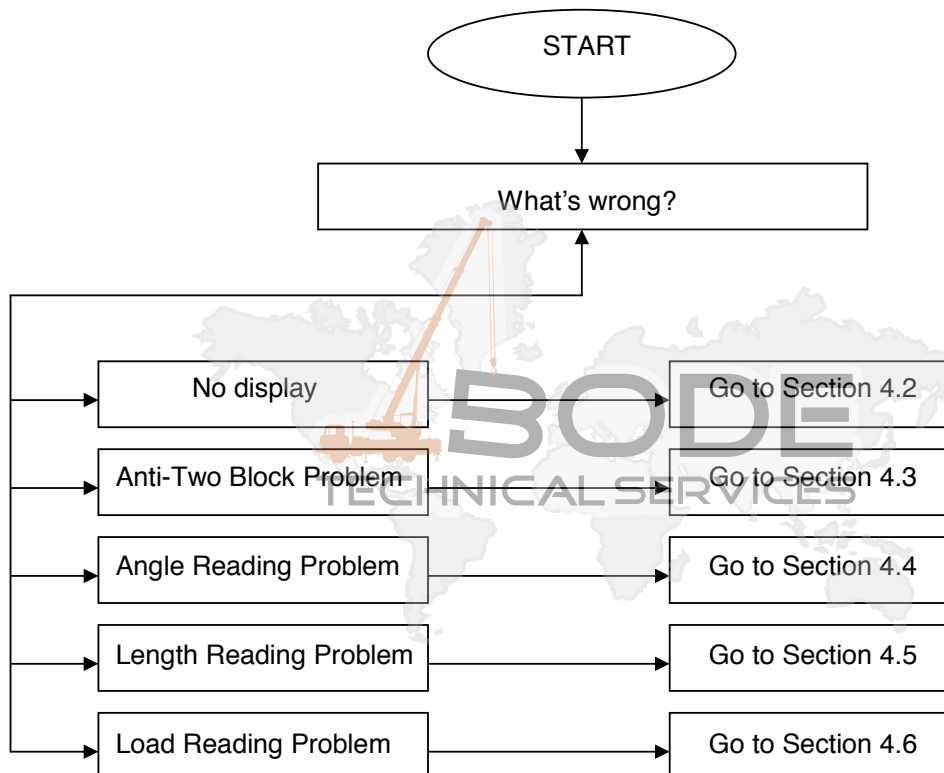 START
What's wrong?
No display
Go to Section 4.2
BODE
Anti-Two Block Problem
Go to Section 4.3
TECHNICAL SERVICES
Angle Reading Problem
Go to Section 4.4
Length Reading Problem
Go to Section 4.5
Load Reading Problem
Go to Section 4.6